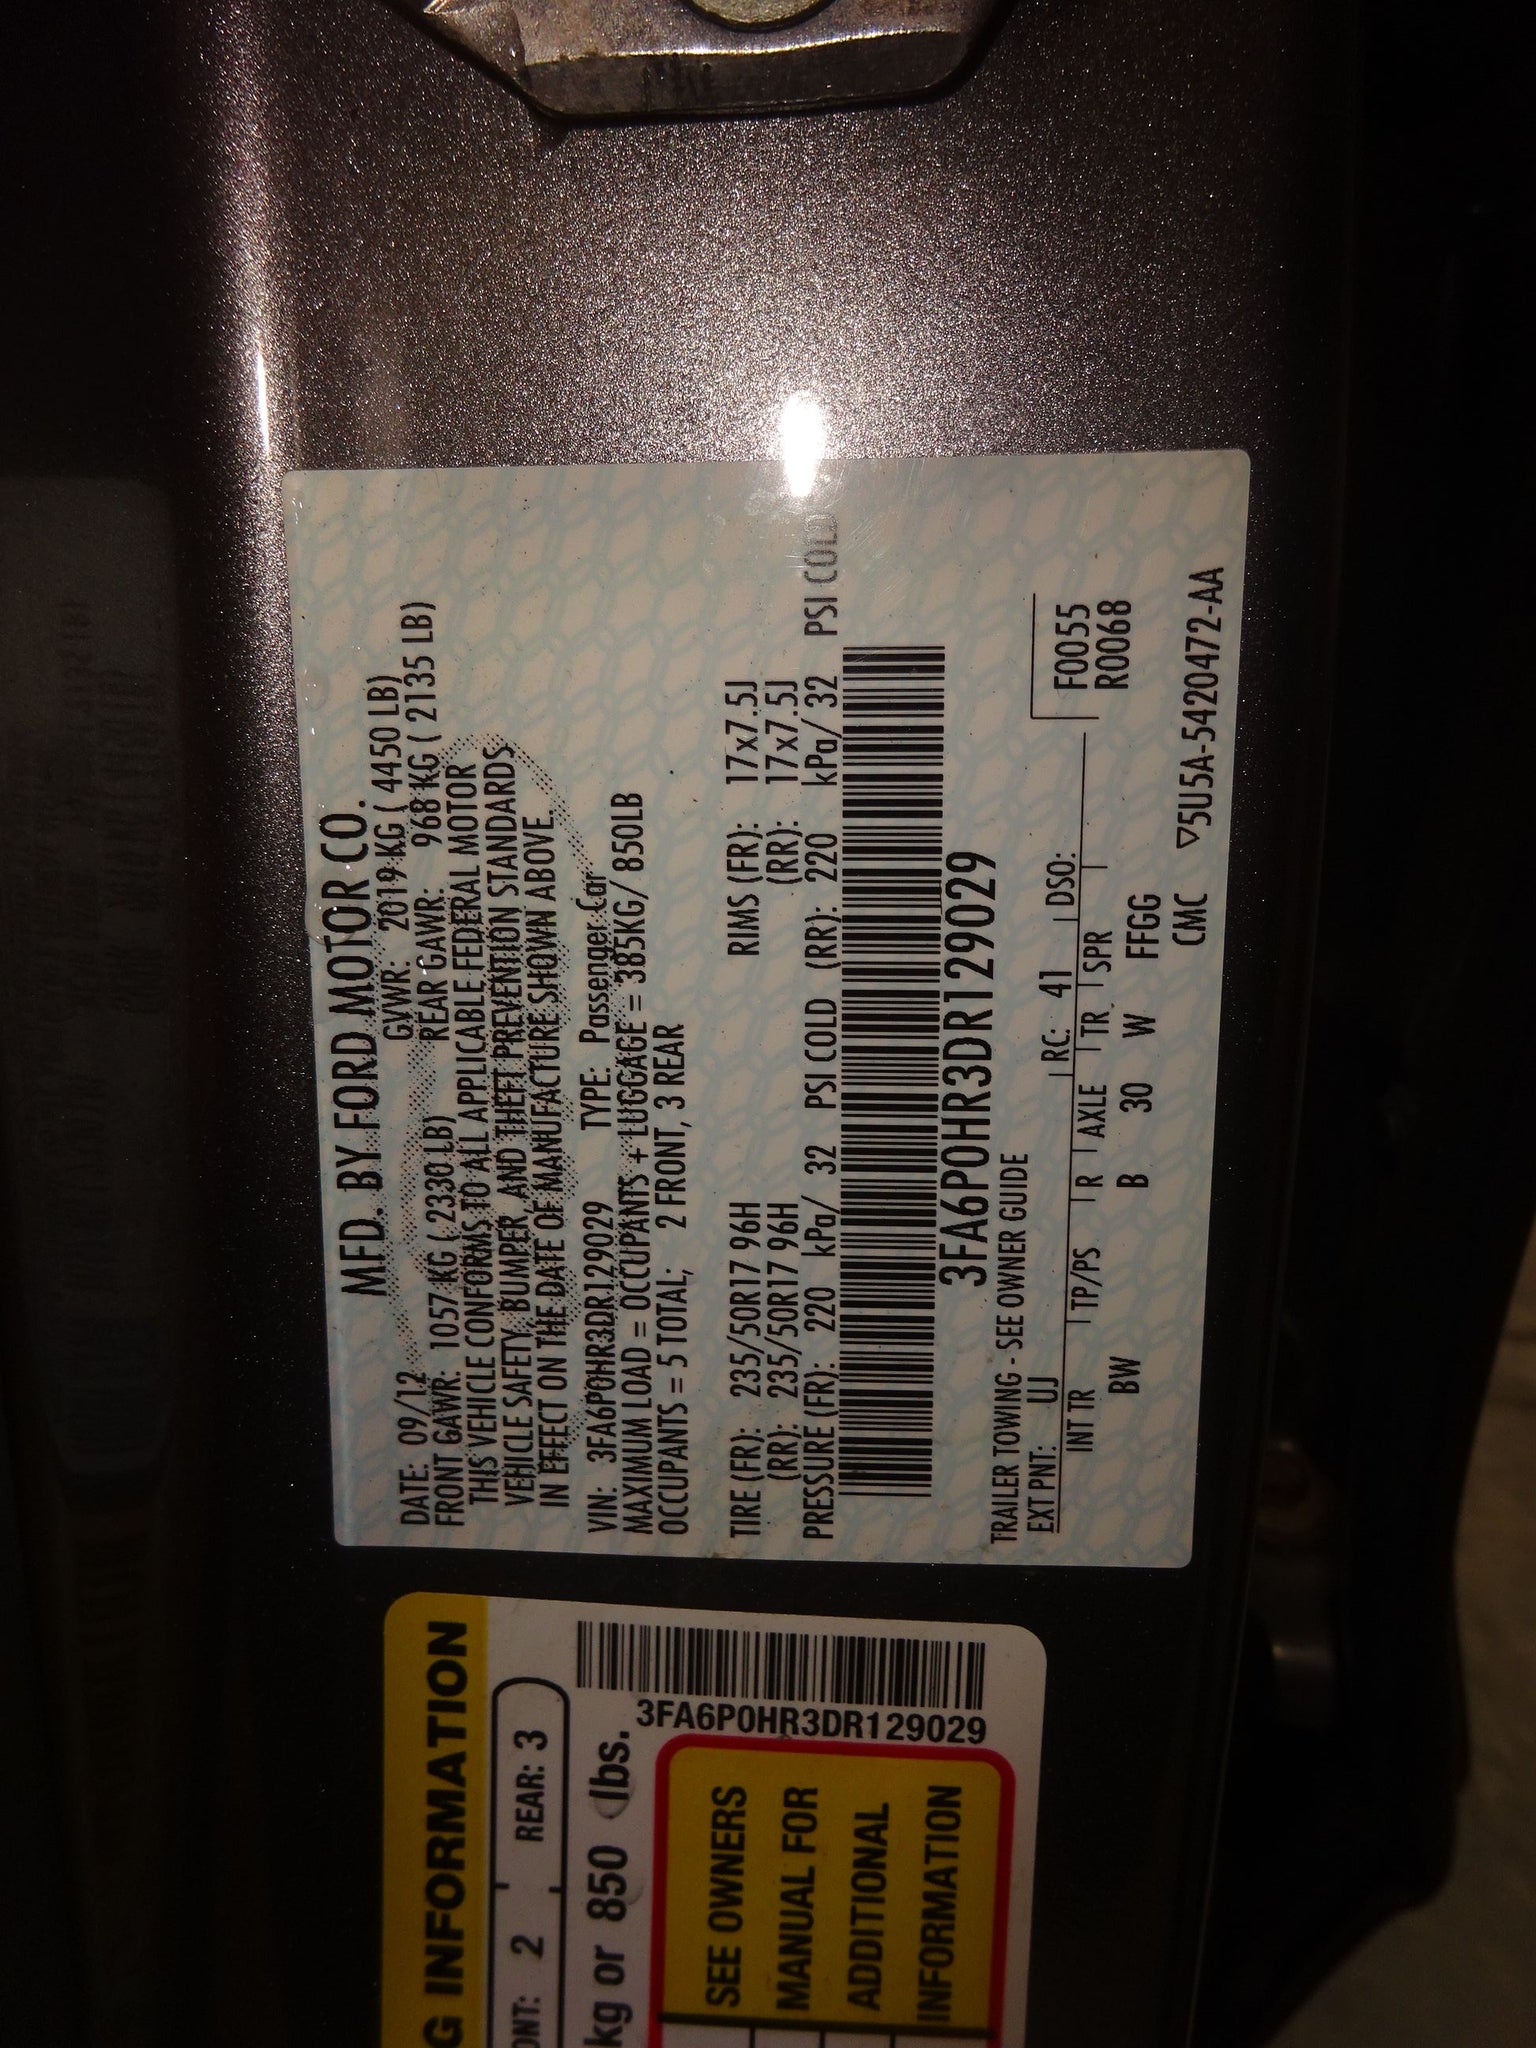 MFD. BY FORD MOTOR CO.
DATE: 09/12 GVWR: 2019 KG ( 4450 LB)
FRONT GAWR: 1057 KG ( 2330 LB) REAR GAWR: 968 KG ( 2135 LB)
THIS VEHICLE CONFORMS TO ALL APPLICABLE FEDERAL MOTOR
VEHICLE SAFETY, BUMPER, AND THEFT PREVENTION STANDARDS
IN EFFECT ON THE DATE OF MANUFACTURE SHOWN ABOVE.
VIN: 3FA6P0HR3DR129029 TYPE: Passenger Car
MAXIMUM LOAD = OCCUPANTS + LUGGAGE = 385KG/ 850LB
OCCUPANTS = 5 TOTAL; 2 FRONT, 3 REAR
TIRE (FR): 235/50R17 96H RIMS (FR): 17x7.5J
(RR): 235/50R17 96H (RR): 17x7.5J
PRESSURE (FR): 220 kPa/ 32 PSI COLD (RR): 220 kPa/ 32 PSI COLD
3FA6P0HR3DR129029
TRAILER TOWING - SEE OWNER GUIDE
EXT PNT: UJ RC: 41 DSO: F0055
INT TR TP/PS R AXLE TR SPR R0068
BW B 30 W FFGG
CMC ▽5U5A-5420472-AA
G INFORMATION
ONT: 2 REAR: 3
kg or 850 lbs.
3FA6P0HR3DR129029
SEE OWNERS
MANUAL FOR
ADDITIONAL
INFORMATION